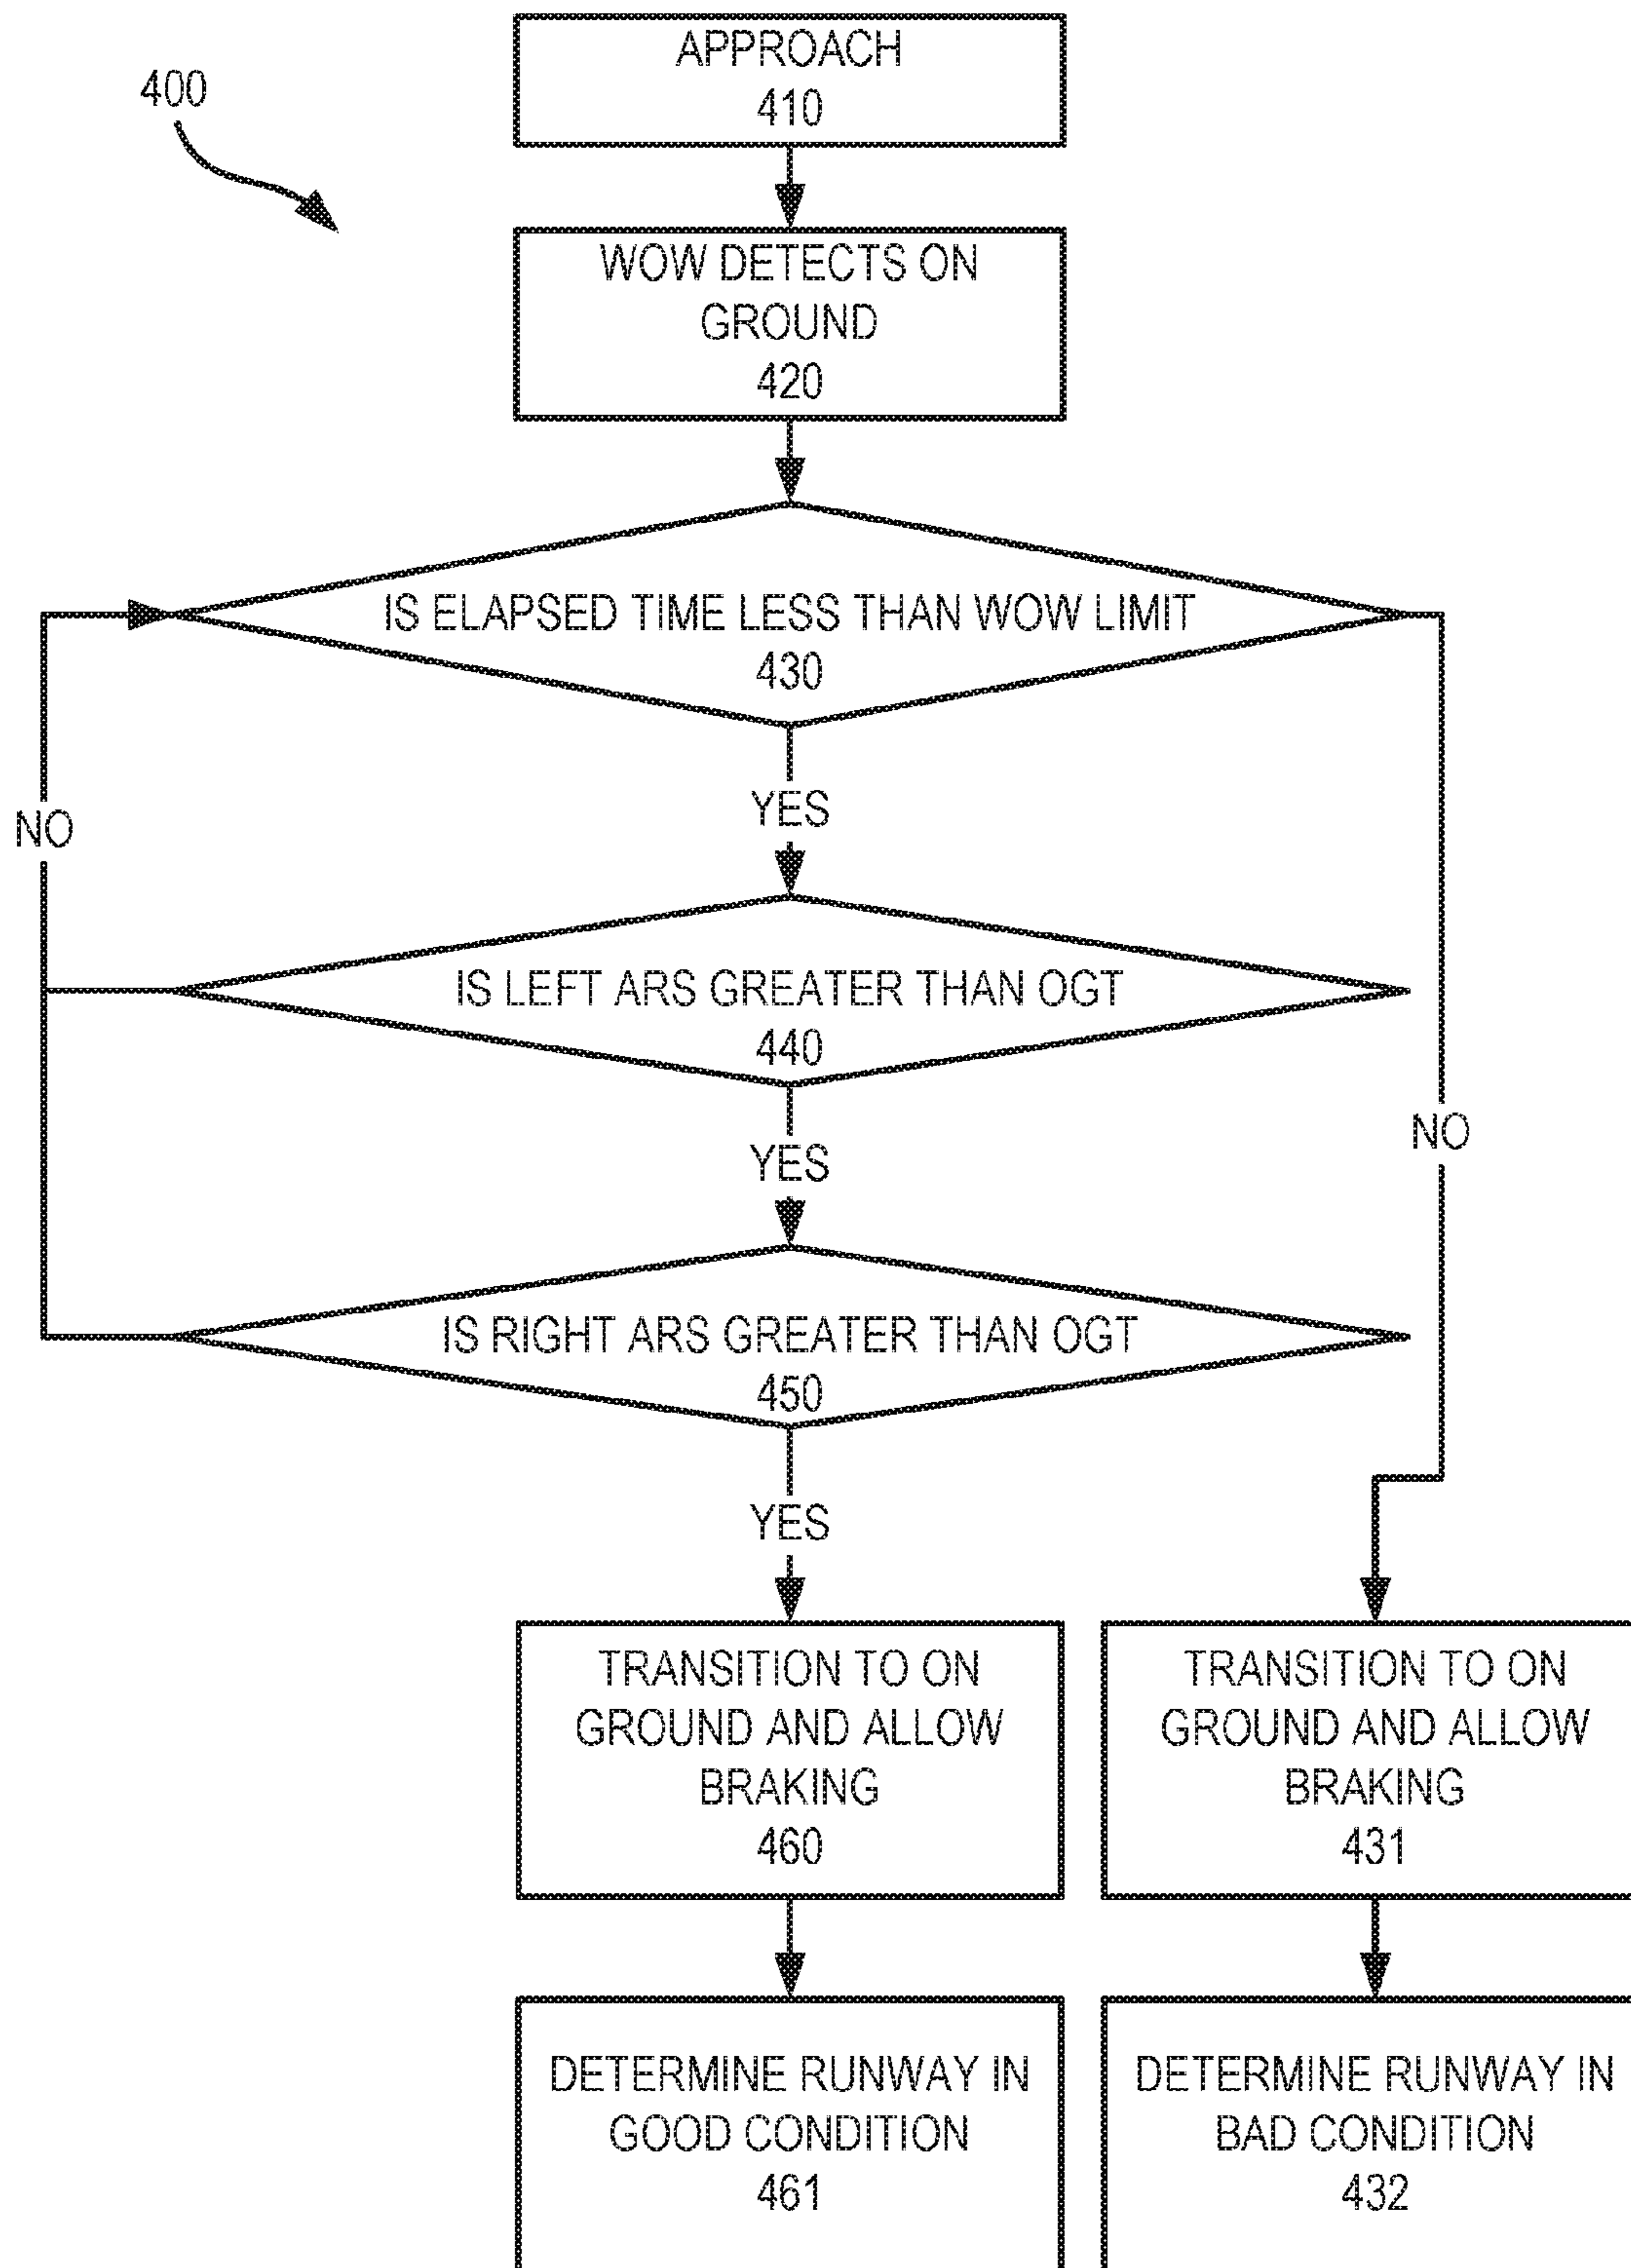 400
APPROACH
410
WOW DETECTS ON
GROUND
420
IS ELAPSED TIME LESS THAN WOW LIMIT
430
NO
YES
IS LEFT ARS GREATER THAN OGT
440
NO
YES
IS RIGHT ARS GREATER THAN OGT
450
YES
TRANSITION TO ON
GROUND AND ALLOW
BRAKING
460
TRANSITION TO ON
GROUND AND ALLOW
BRAKING
431
DETERMINE RUNWAY IN
GOOD CONDITION
461
DETERMINE RUNWAY IN
BAD CONDITION
432